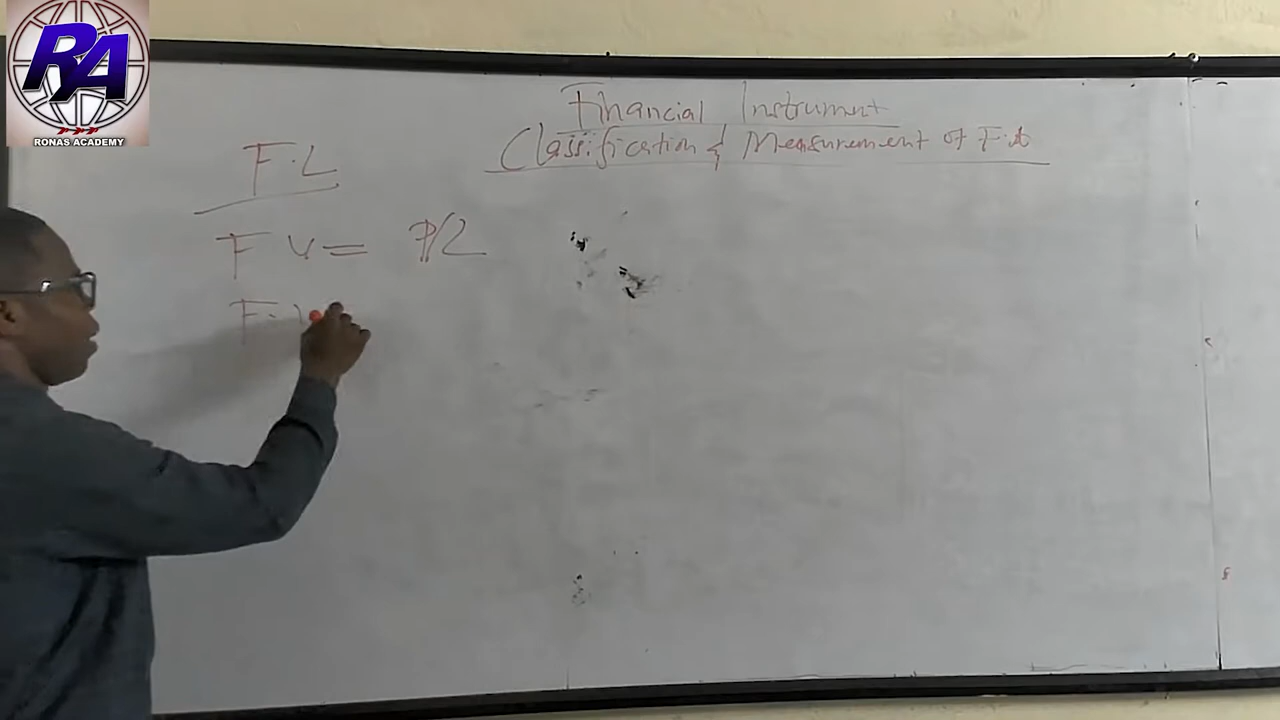 RA
RONAS ACADEMY
Financial Instrument
Classification & Measurement of F.A
F.L
F V = P/L
F.V